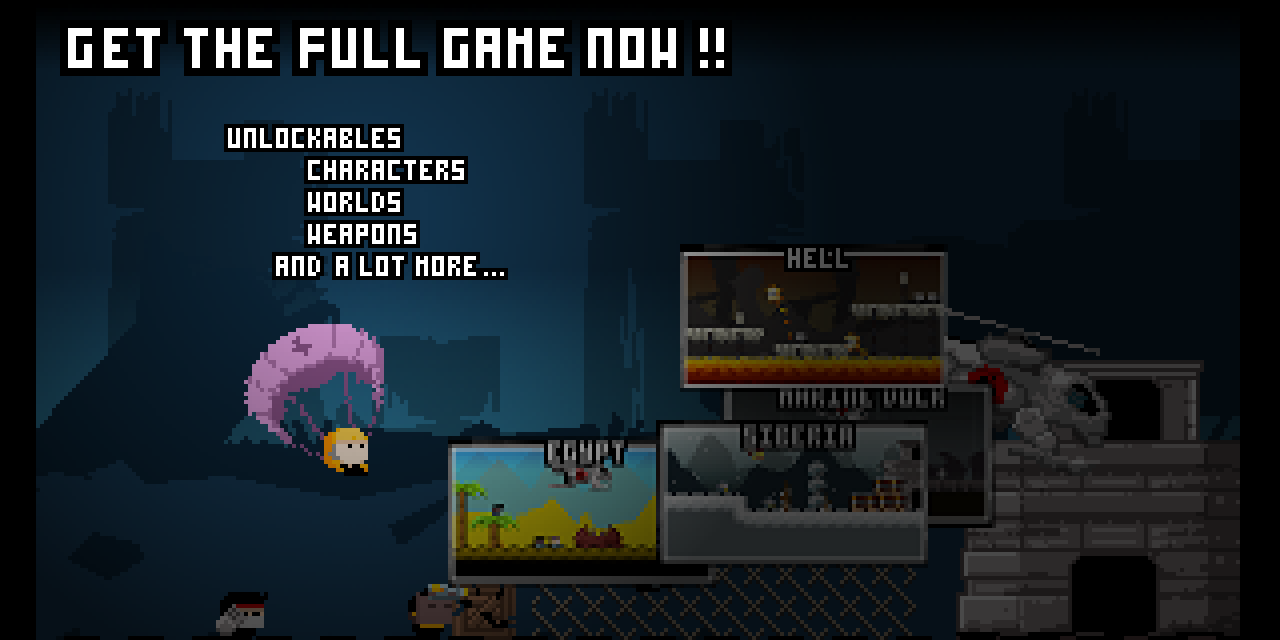 GET THE FULL GAME NOW !!
UNLOCKABLES
CHARACTERS
WORLDS
WEAPONS
AND A LOT MORE...
HELL
EGYPT
SIBERIA